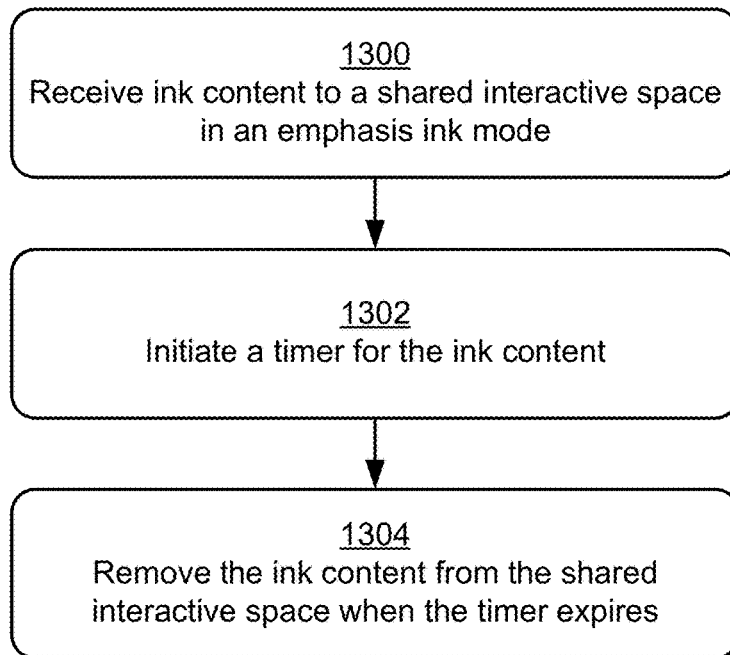 1300
Receive ink content to a shared interactive space
in an emphasis ink mode
1302
Initiate a timer for the ink content
1304
Remove the ink content from the shared
interactive space when the timer expires